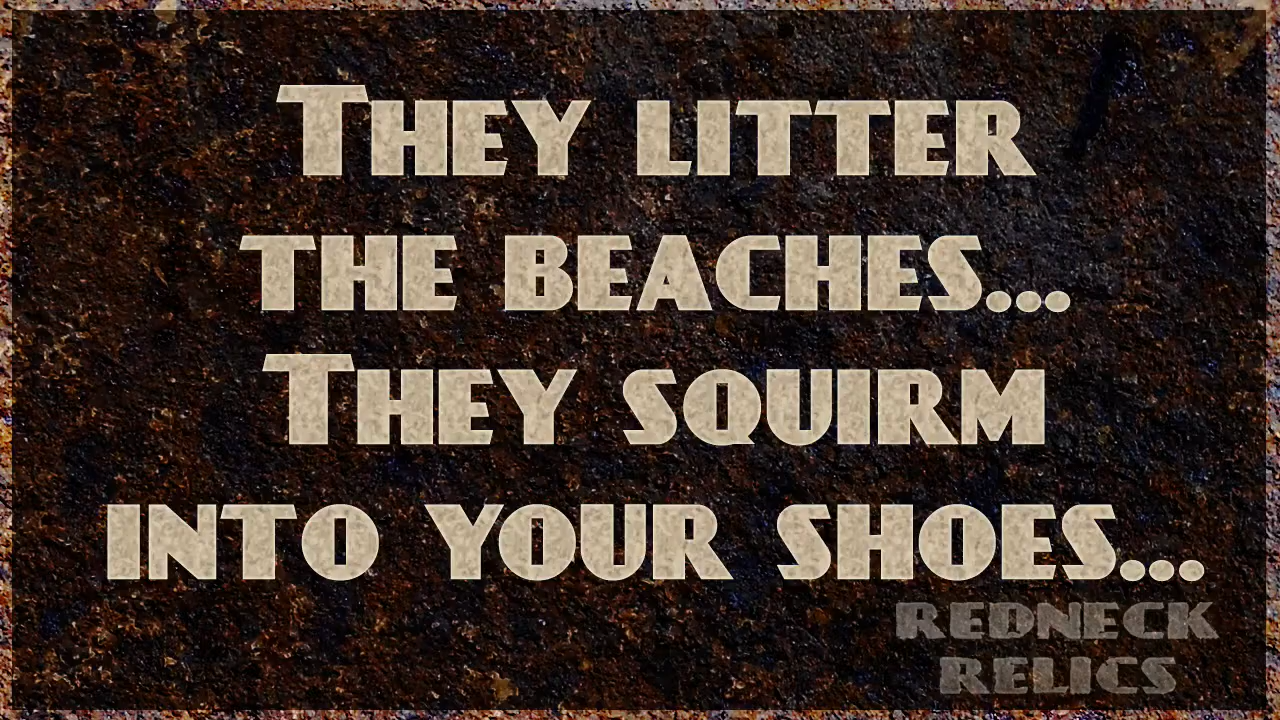 They litter
the beaches...
They squirm
into your shoes...
REDNECK
RELICS